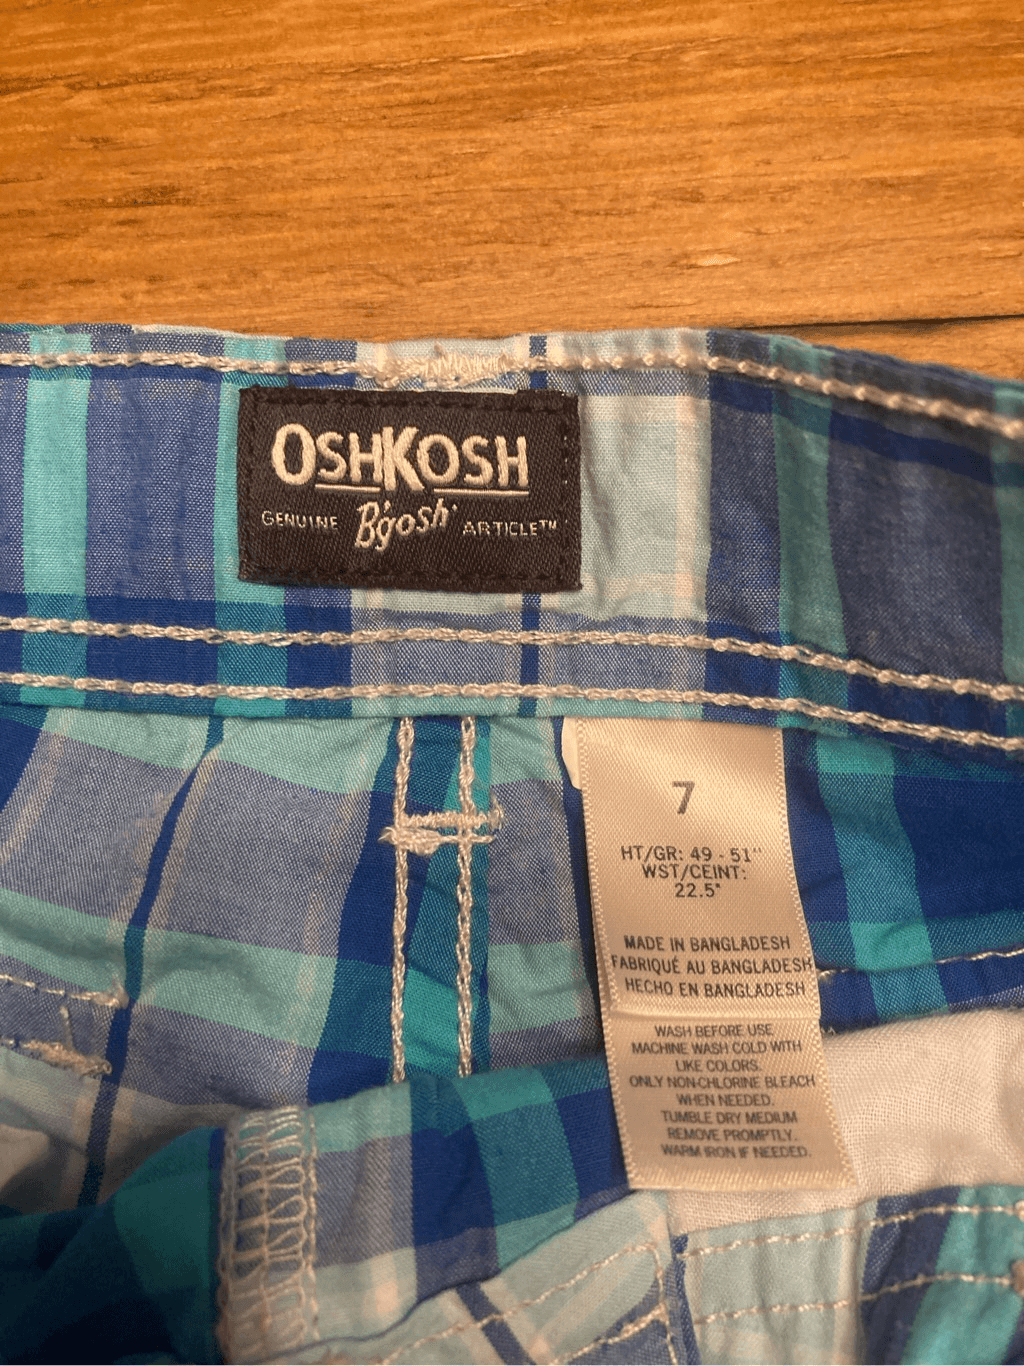 OSHKOSH
GENUINE B'gosh ARTICLE™
7
HT/GR: 49 - 51"
WST/CEINT:
22.5"
MADE IN BANGLADESH
FABRIQUÉ AU BANGLADESH
HECHO EN BANGLADESH
WASH BEFORE USE.
MACHINE WASH COLD WITH
LIKE COLORS.
ONLY NON-CHLORINE BLEACH
WHEN NEEDED.
TUMBLE DRY MEDIUM
REMOVE PROMPTLY.
WARM IRON IF NEEDED.